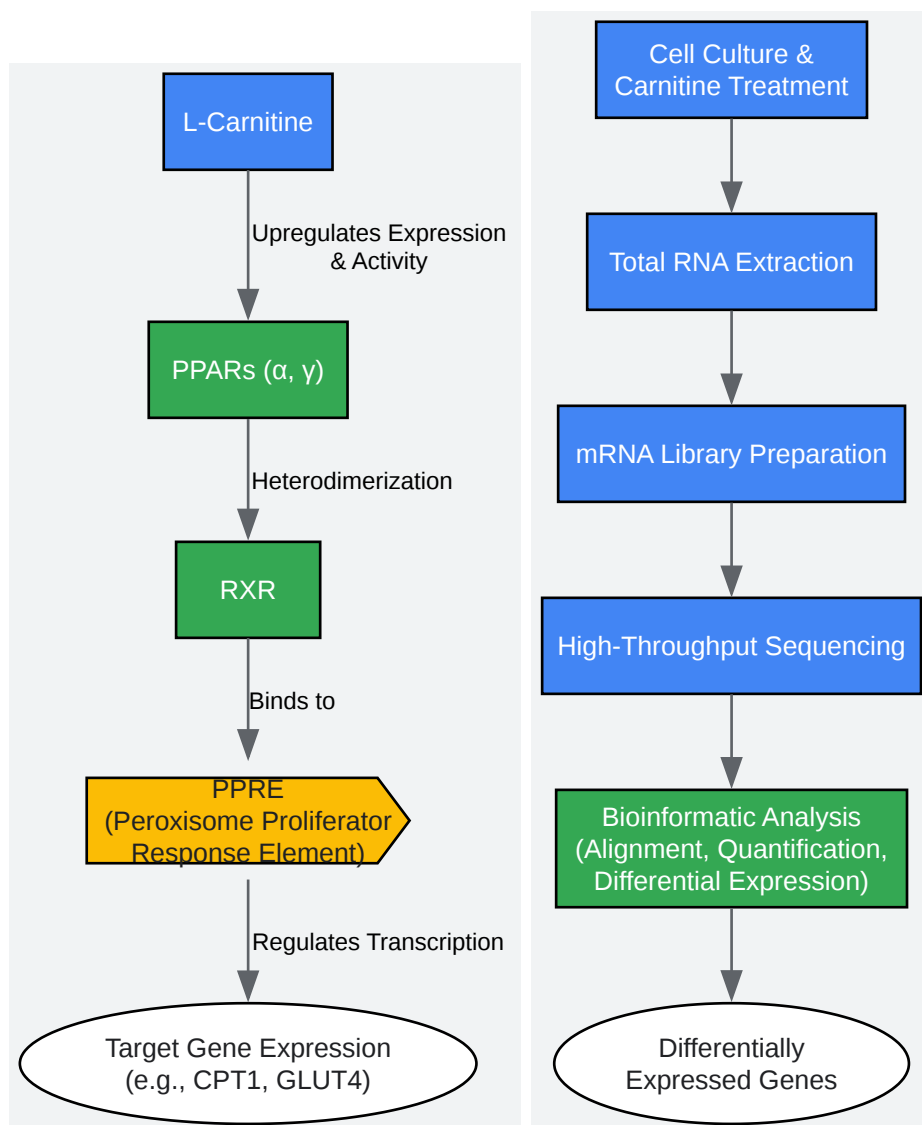 L-Carnitine
Upregulates Expression
& Activity
PPARs (α, γ)
Heterodimerization
RXR
Binds to
PPRE
(Peroxisome Proliferator
Response Element)
Regulates Transcription
Target Gene Expression
(e.g., CPT1, GLUT4)
Cell Culture &
Carnitine Treatment
Total RNA Extraction
mRNA Library Preparation
High-Throughput Sequencing
Bioinformatic Analysis
(Alignment, Quantification,
Differential Expression)
Differentially
Expressed Genes